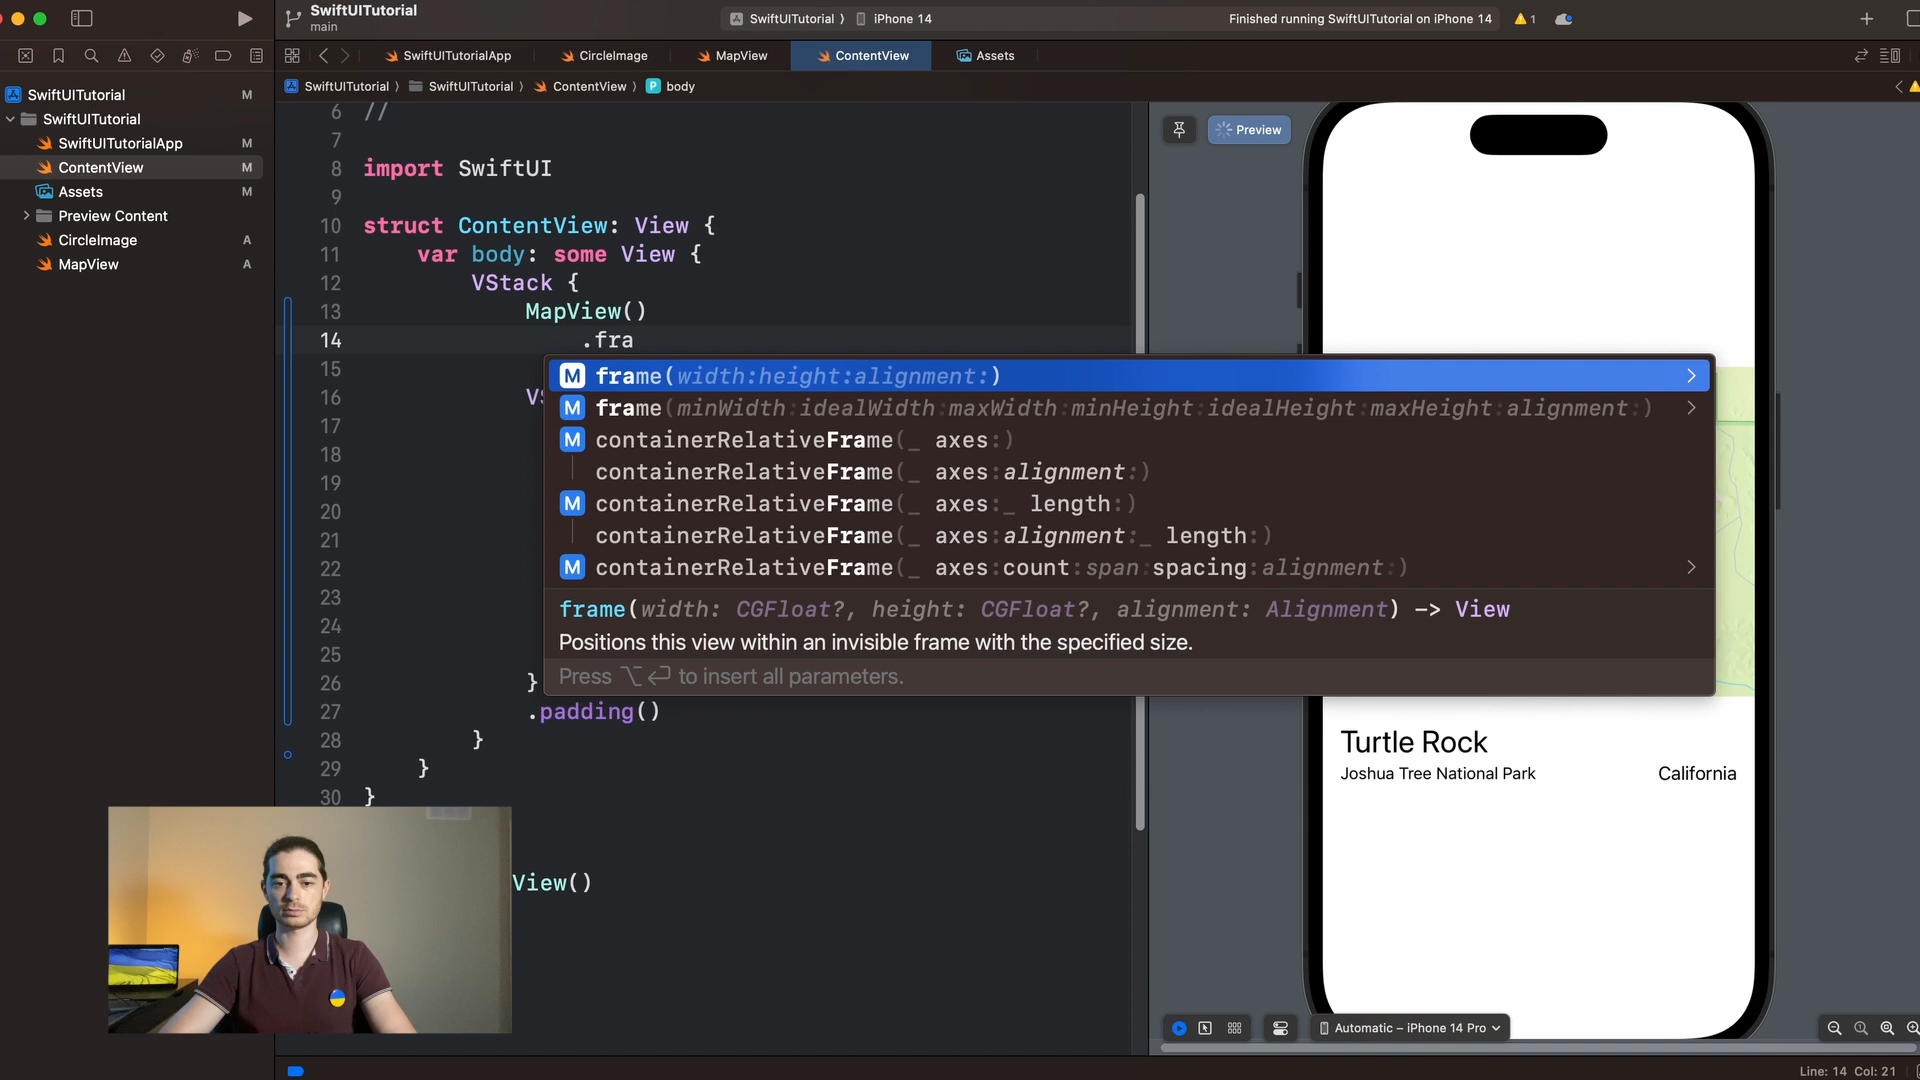 SwiftUITutorial
main
SwiftUITutorial
iPhone 14
Finished running SwiftUITutorial on iPhone 14
1
SwiftUITutorialApp
CircleImage
MapView
ContentView
Assets
SwiftUITutorial
SwiftUITutorial
ContentView
P body
SwiftUITutorial M
SwiftUITutorial
SwiftUITutorialApp M
ContentView M
Assets M
Preview Content
CircleImage A
MapView A
6 //
7
8 import SwiftUI
9
10 struct ContentView: View {
11 var body: some View {
12 VStack {
13 MapView()
14 .fra
15
16 VS
17
18
19
20
21
22
23
24
25
26 }
27 .padding()
28 }
29 }
30 }
View()
M frame(width:height:alignment:)
M frame(minWidth:idealWidth:maxWidth:minHeight:idealHeight:maxHeight:alignment:)
M containerRelativeFrame(_ axes:)
containerRelativeFrame(_ axes:alignment:)
M containerRelativeFrame(_ axes:_ length:)
containerRelativeFrame(_ axes:alignment:_ length:)
M containerRelativeFrame(_ axes:count:span:spacing:alignment:)
frame(width: CGFloat?, height: CGFloat?, alignment: Alignment) -> View
Positions this view within an invisible frame with the specified size.
Press ⌥↩ to insert all parameters.
Preview
Turtle Rock
Joshua Tree National Park
California
Automatic – iPhone 14 Pro
Line: 14 Col: 21